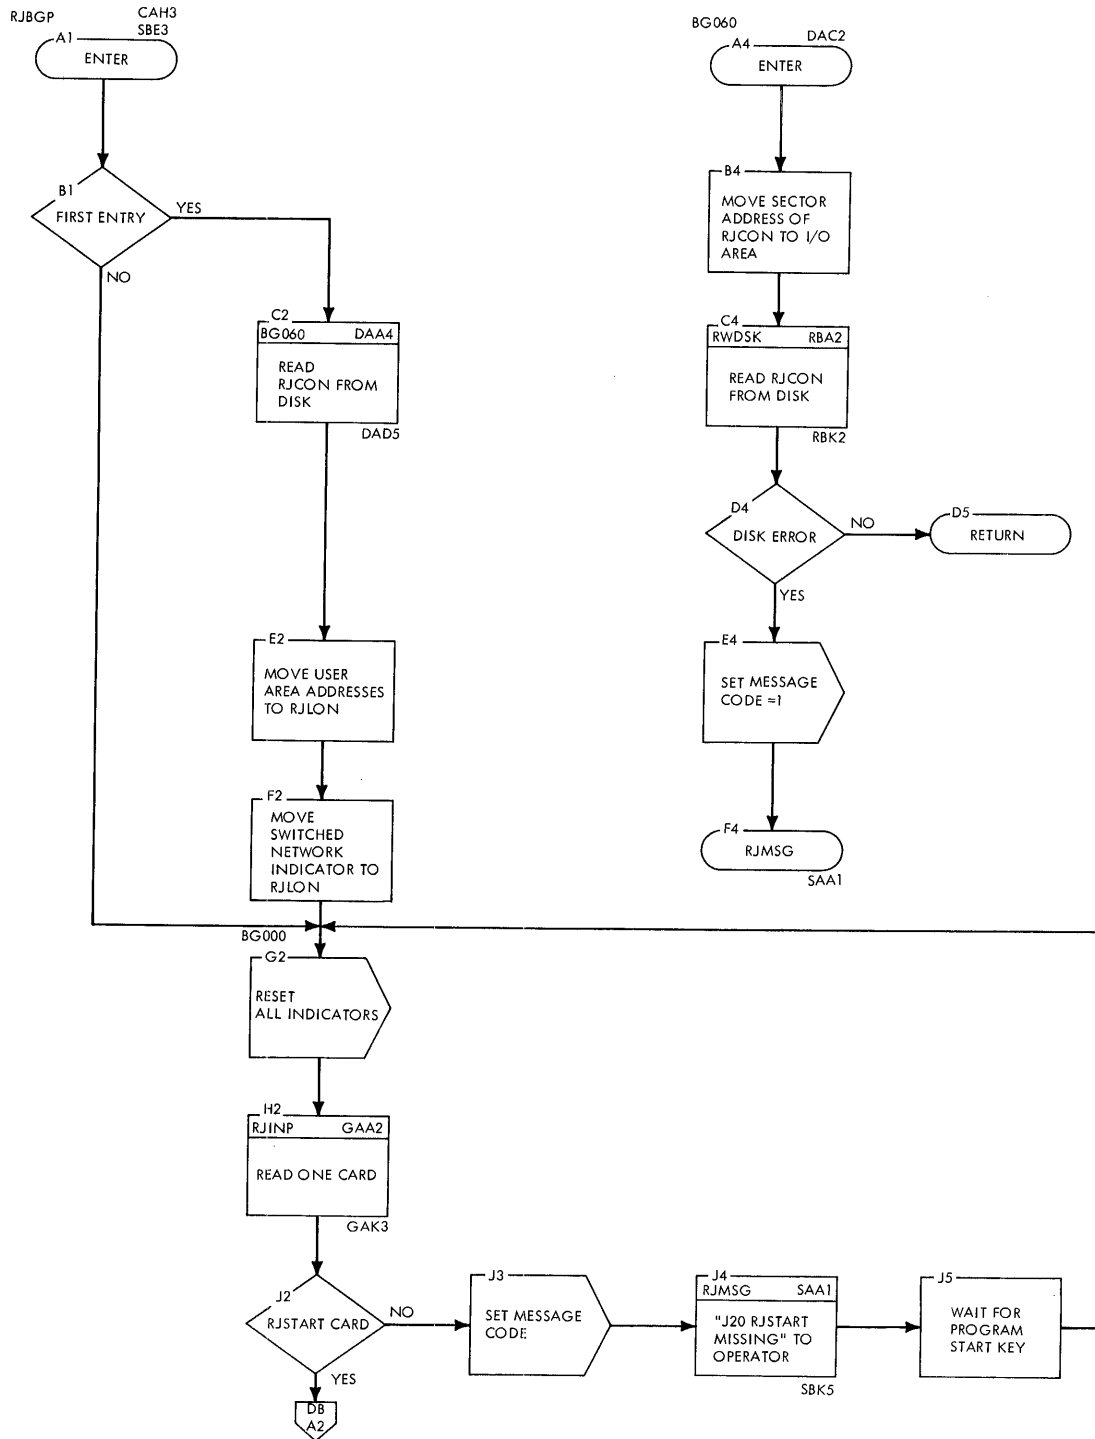 RJBGP
CAH3
SBE3
A1
ENTER
B1
FIRST ENTRY
YES
NO
C2
BG060 DAA4
READ
RJCON FROM
DISK
DAD5
E2
MOVE USER
AREA ADDRESSES
TO RJLON
F2
MOVE
SWITCHED
NETWORK
INDICATOR TO
RJLON
BG000
G2
RESET
ALL INDICATORS
H2
RJINP GAA2
READ ONE CARD
GAK3
J2
RJSTART CARD
NO
YES
DB
A2
J3
SET MESSAGE
CODE
J4
RJMSG SAA1
"J20 RJSTART
MISSING" TO
OPERATOR
SBK5
J5
WAIT FOR
PROGRAM
START KEY
BG060
DAC2
A4
ENTER
B4
MOVE SECTOR
ADDRESS OF
RJCON TO I/O
AREA
C4
RWDSK RBA2
READ RJCON
FROM DISK
RBK2
D4
DISK ERROR
NO
YES
D5
RETURN
E4
SET MESSAGE
CODE =1
F4
RJMSG
SAA1